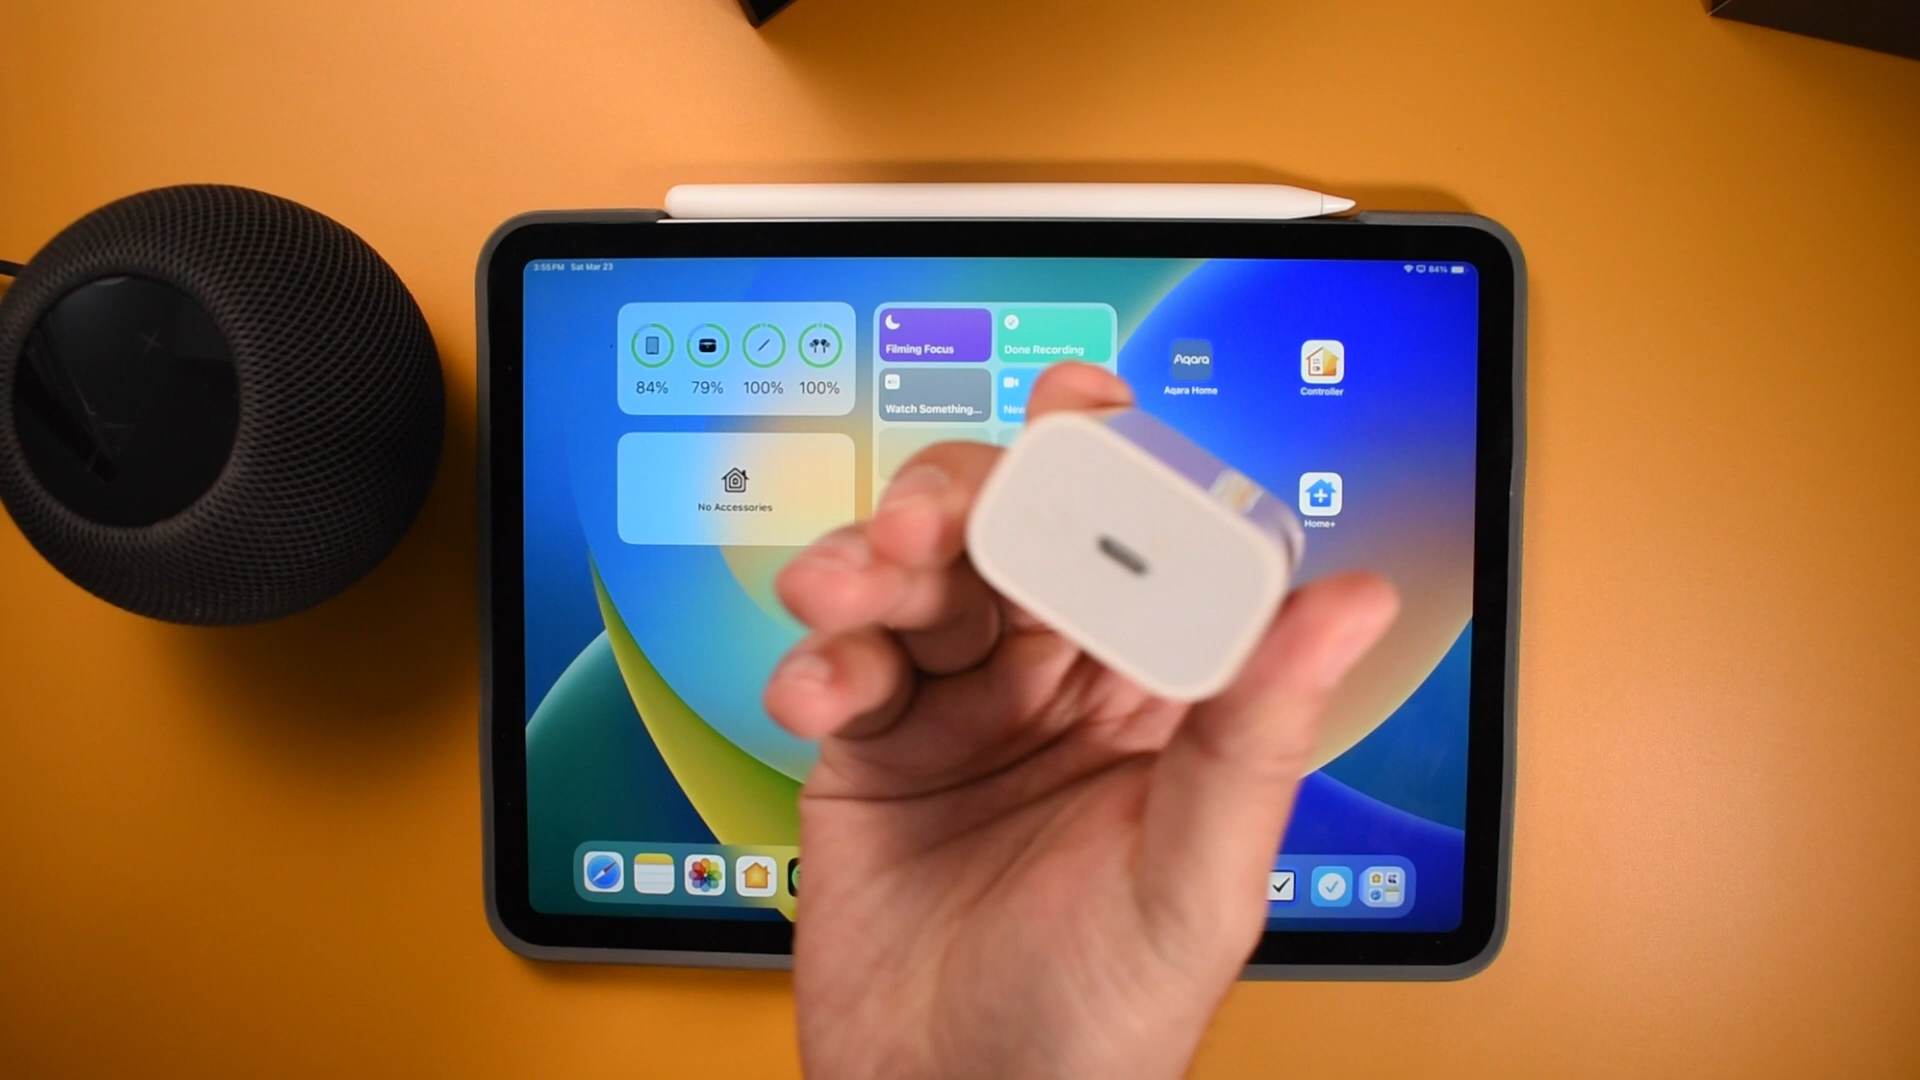 3:55 PM Sat Mar 23
84%
84% 79% 100% 100%
Filming Focus
Done Recording
Watch Something...
New
No Accessories
Aqara
Aqara Home
Controller
Home+